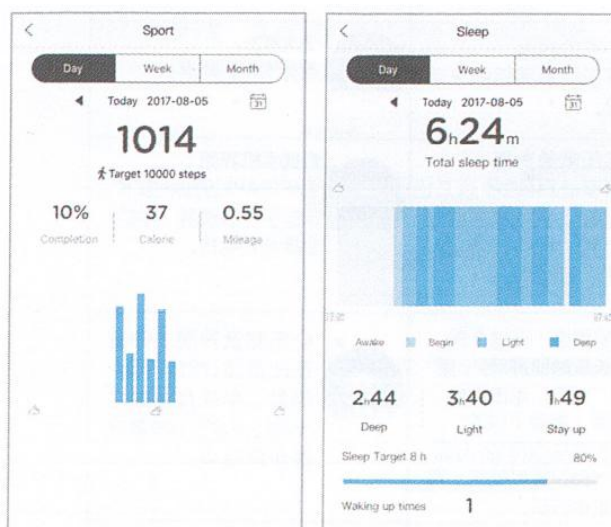 Sport
Day Week Month
Today 2017-08-05 31
1014
Target 10000 steps
10% 37 0.55
Completion Calorie Mileage
Sleep
Day Week Month
Today 2017-08-05 31
6h24m
Total sleep time
Awake Begin Light Deep
2h44 3h40 1h49
Deep Light Stay up
Sleep Target 8 h 80%
Waking up times 1